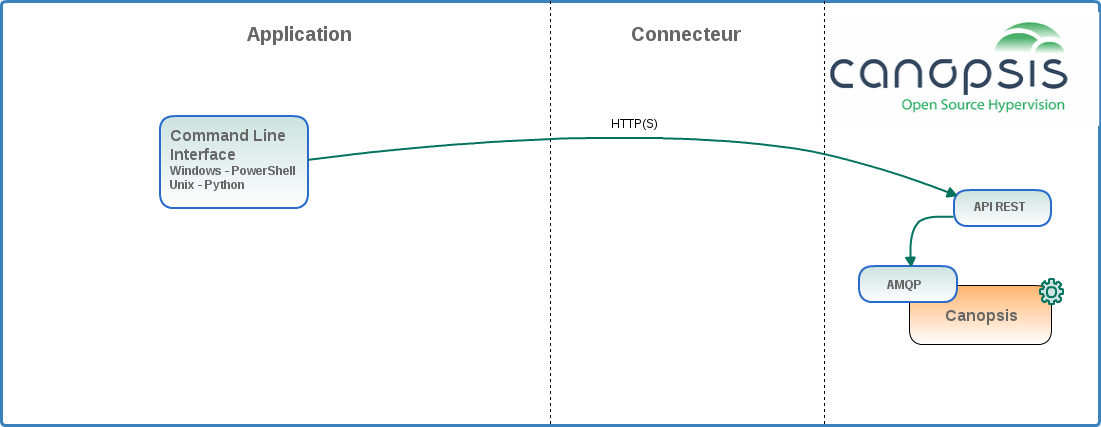 Application
Connecteur
canopsis
Open Source Hypervision
HTTP(S)
Command Line
Interface
Windows - PowerShell
Unix - Python
API REST
AMQP
Canopsis